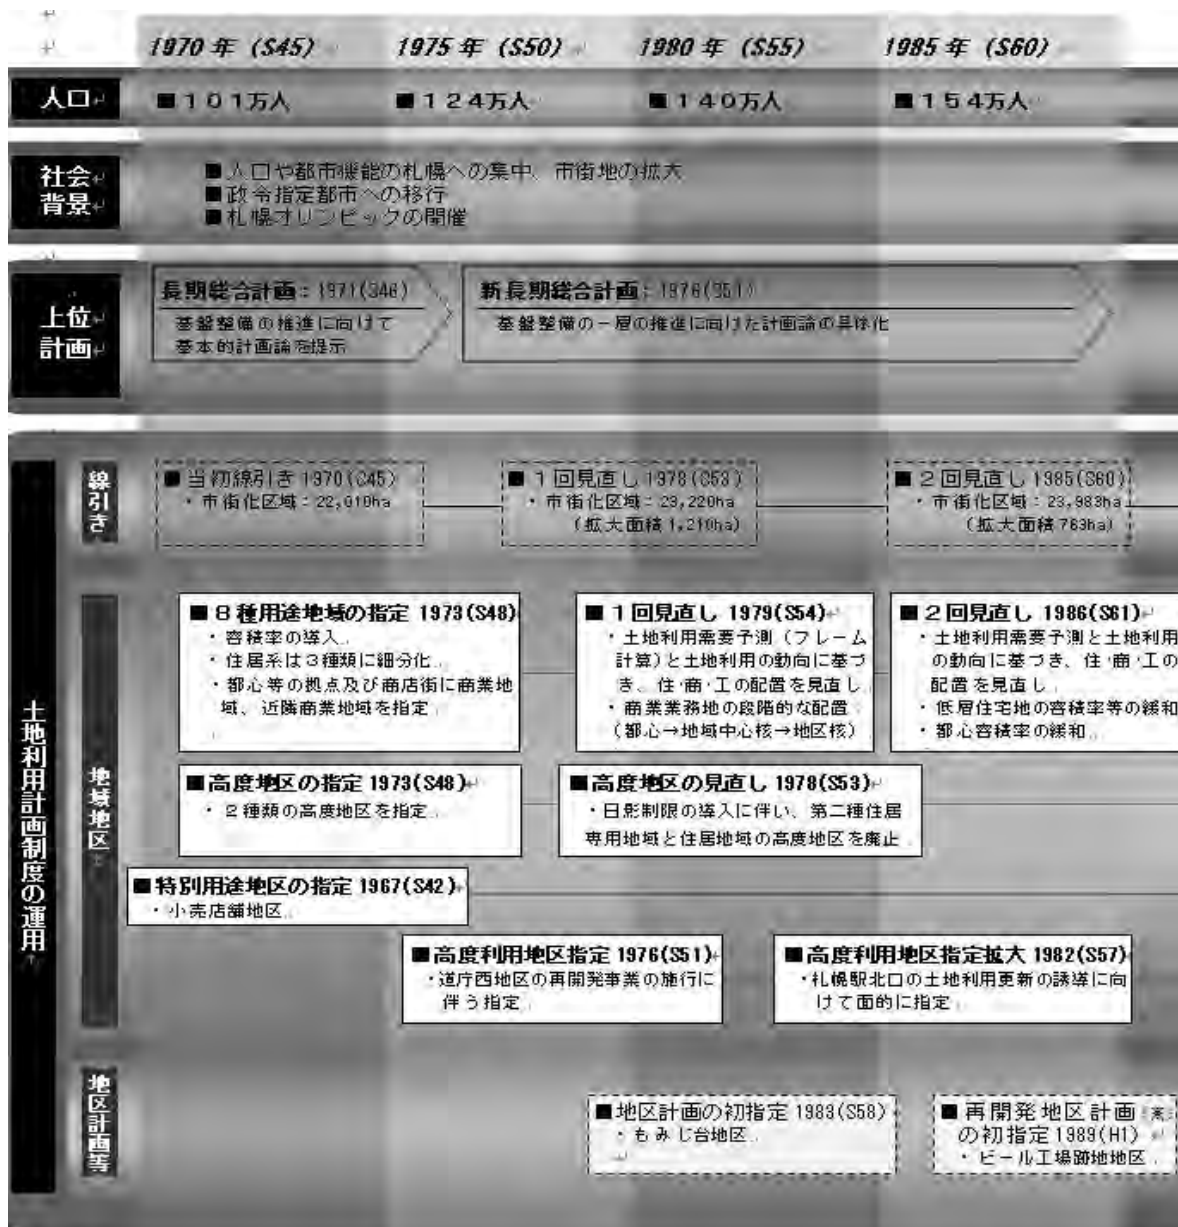 1970年 (S45)
1975年 (S50)
1980年 (S55)
1985年 (S60)
人口
■101万人
■124万人
■140万人
■154万人
社会
背景
■人口や都市機能の札幌への集中、市街地の拡大
■政令指定都市への移行
■札幌オリンピックの開催
上位
計画
長期総合計画：1971(S46)
基盤整備の推進に向けて
基本的計画論を提示
新長期総合計画：1976(S51)
基盤整備の一層の推進に向けた計画論の具体化
土地利用計画制度の運用
線引き
■当初線引き 1970(S45)
・市街化区域：22,010ha
■1回見直し 1978(S53)
・市街化区域：23,220ha
(拡大面積 1,210ha)
■2回見直し 1985(S60)
・市街化区域：23,983ha
(拡大面積 763ha)
地域地区
■8種用途地域の指定 1973(S48)
・容積率の導入
・住居系は3種類に細分化
・都心等の拠点及び商店街に商業地
域、近隣商業地域を指定
■1回見直し 1979(S54)
・土地利用需要予測（フレーム
計算）と土地利用の動向に基づ
き、住・商・工の配置を見直し
・商業業務地の段階的な配置
（都心→地域中心核→地区核）
■2回見直し 1986(S61)
・土地利用需要予測と土地利用
の動向に基づき、住・商・工の
配置を見直し
・低層住宅地の容積率等の緩和
・都心容積率の緩和
■高度地区の指定 1973(S48)
・2種類の高度地区を指定
■高度地区の見直し 1978(S53)
・日影制限の導入に伴い、第二種住居
専用地域と住居地域の高度地区を廃止
■特別用途地区の指定 1967(S42)
・小売店舗地区
■高度利用地区指定 1976(S51)
・道庁西地区の再開発事業の施行に
伴う指定
■高度利用地区指定拡大 1982(S57)
・札幌駅北口の土地利用更新の誘導に向
けて面的に指定
地区計画等
■地区計画の初指定 1983(S58)
・もみじ台地区
■再開発地区計画
の初指定 1989(H1)
・ビール工場跡地地区